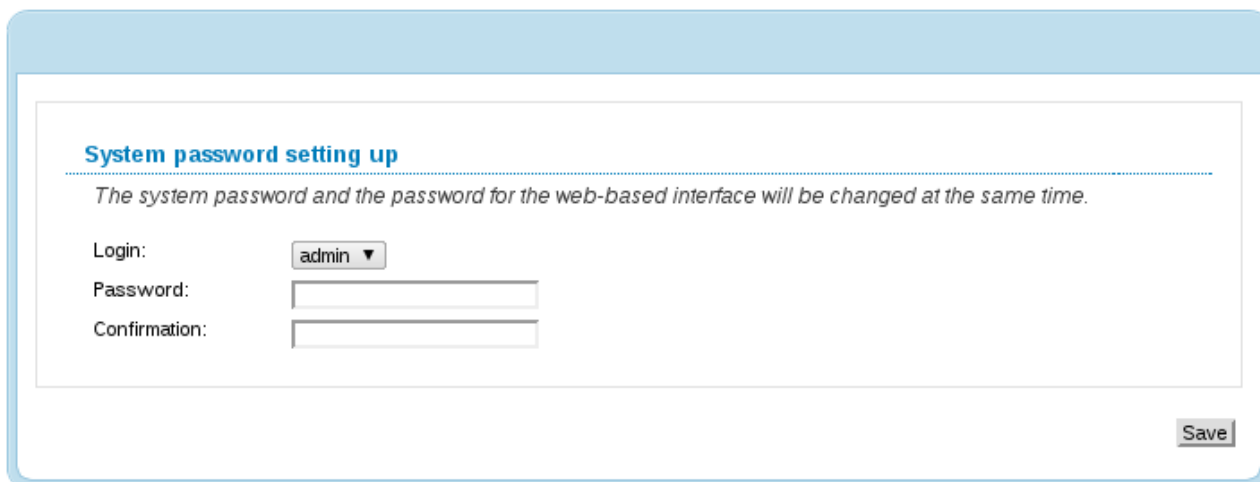 System password setting up
The system password and the password for the web-based interface will be changed at the same time.
Login: admin ▼
Password:
Confirmation:
Save